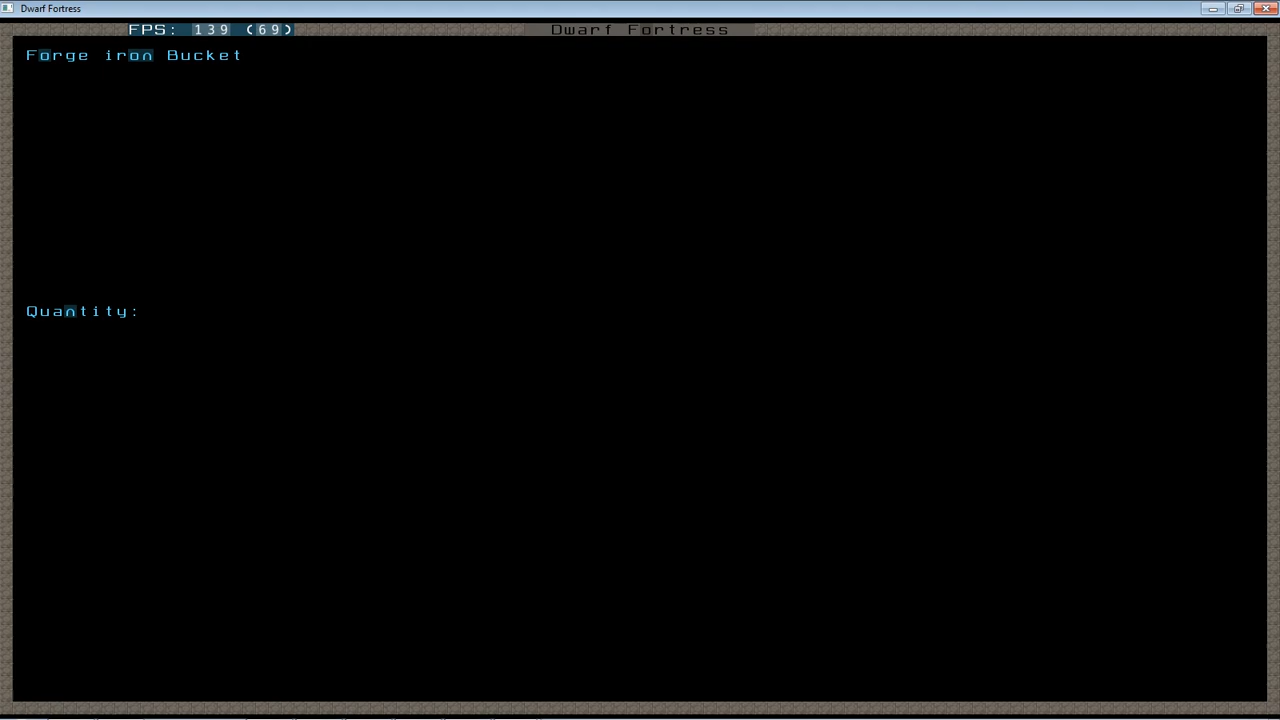 Dwarf Fortress
FPS: 139 (69) Dwarf Fortress
Forge iron Bucket
Quantity: